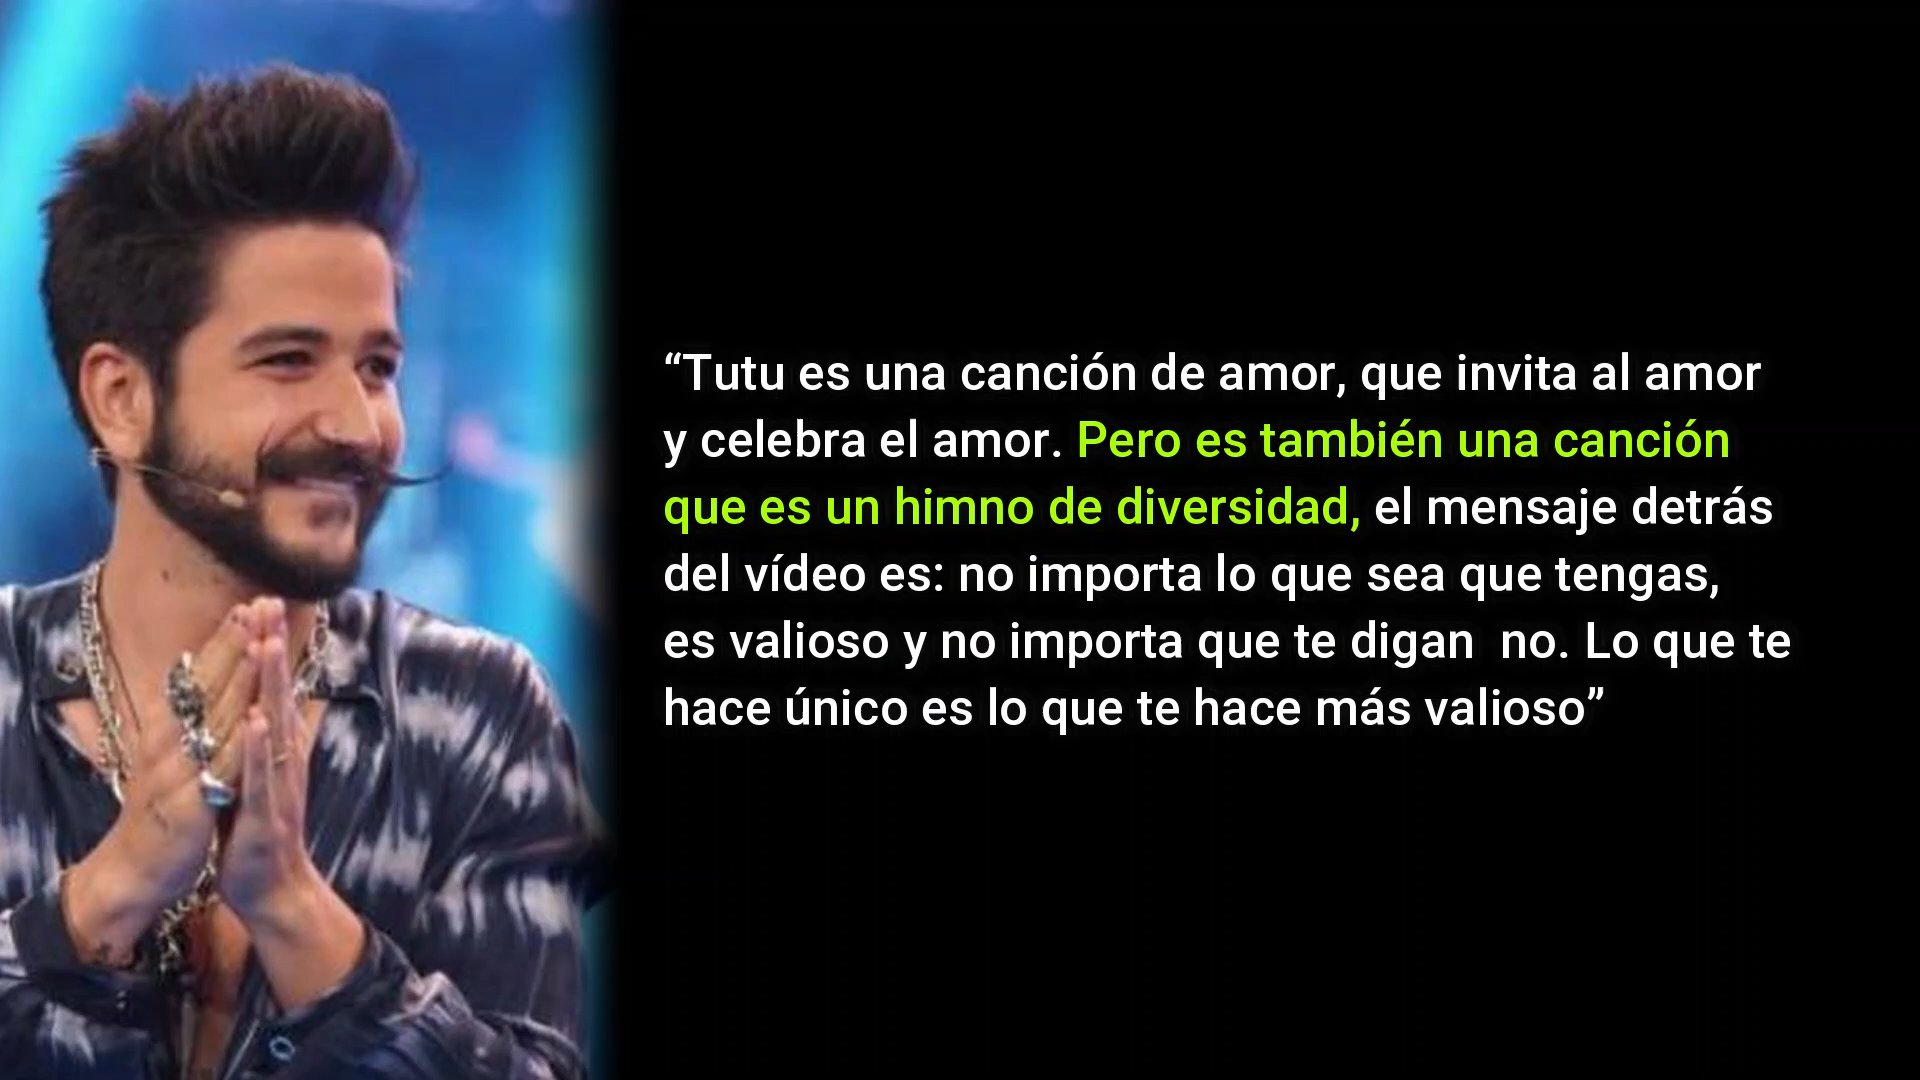 “Tutu es una canción de amor, que invita al amor
y celebra el amor. Pero es también una canción
que es un himno de diversidad, el mensaje detrás
del vídeo es: no importa lo que sea que tengas,
es valioso y no importa que te digan  no. Lo que te
hace único es lo que te hace más valioso”